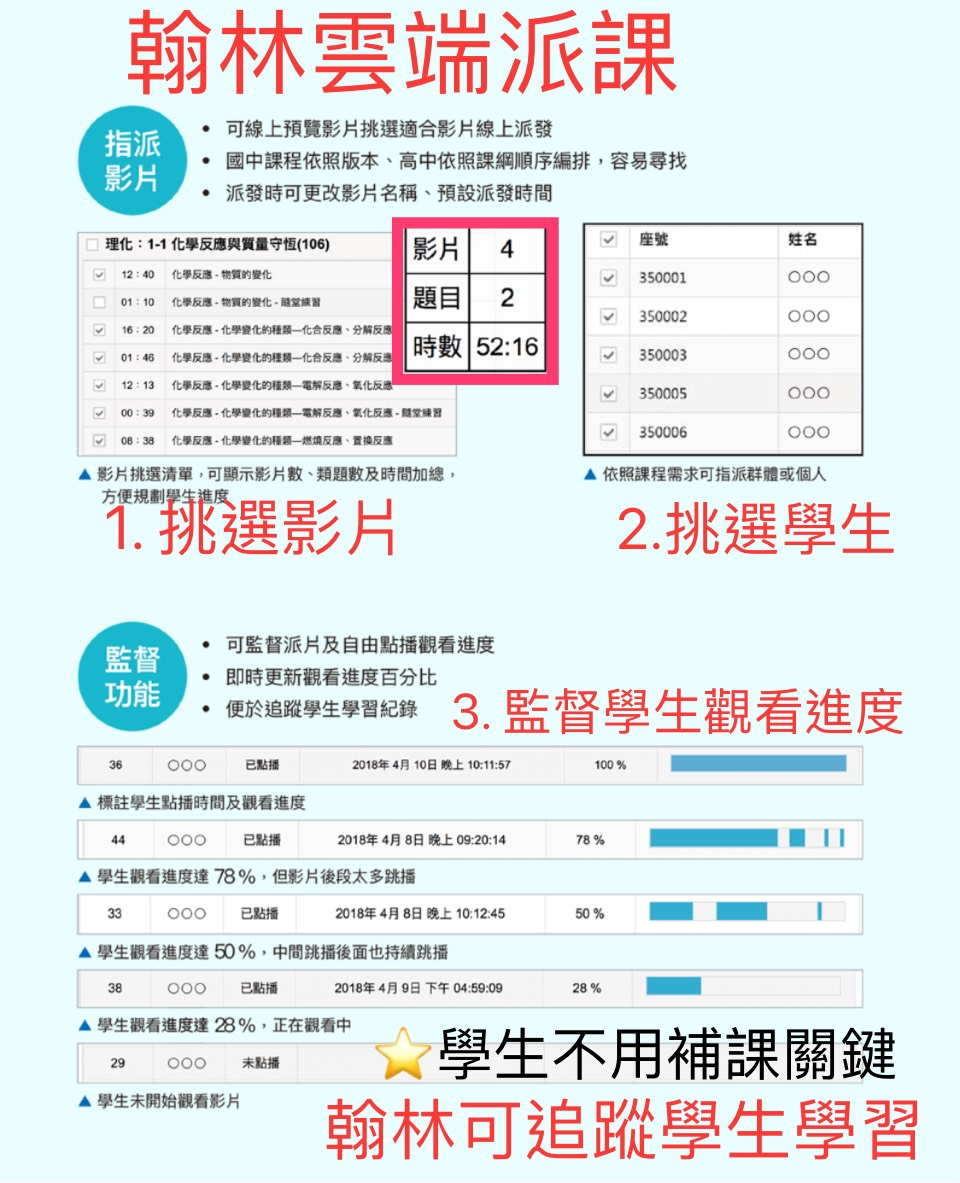 翰林雲端派課
指派
影片
• 可線上預覽影片挑選適合影片線上派發
• 國中課程依照版本、高中依照課綱順序編排，容易尋找
• 派發時可更改影片名稱、預設派發時間
理化：1-1 化學反應與質量守恆(106)
12：40 化學反應 - 物質的變化
01：10 化學反應 - 物質的變化 - 隨堂練習
16：20 化學反應 - 化學變化的種類—化合反應、分解反應
01：46 化學反應 - 化學變化的種類—化合反應、分解反應
12：13 化學反應 - 化學變化的種類—電解反應、氧化反應
00：39 化學反應 - 化學變化的種類—電解反應、氧化反應 - 隨堂練習
08：38 化學反應 - 化學變化的種類—燃燒反應、置換反應
影片 4
題目 2
時數 52:16
座號 姓名
350001 ○○○
350002 ○○○
350003 ○○○
350005 ○○○
350006 ○○○
▲ 影片挑選清單，可顯示影片數、類題數及時間加總，
方便規劃學生進度
▲ 依照課程需求可指派群體或個人
1. 挑選影片
2.挑選學生
監督
功能
• 可監督派片及自由點播觀看進度
• 即時更新觀看進度百分比
• 便於追蹤學生學習紀錄
3. 監督學生觀看進度
36 ○○○ 已點播 2018年 4月 10日 晚上 10:11:57 100 %
▲ 標註學生點播時間及觀看進度
44 ○○○ 已點播 2018年 4月 8日 晚上 09:20:14 78 %
▲ 學生觀看進度達 78%，但影片後段太多跳播
33 ○○○ 已點播 2018年 4月 8日 晚上 10:12:45 50 %
▲ 學生觀看進度達 50%，中間跳播後面也持續跳播
38 ○○○ 已點播 2018年 4月 9日 下午 04:59:09 28 %
▲ 學生觀看進度達 28%，正在觀看中
29 ○○○ 未點播
⭐學生不用補課關鍵
▲ 學生未開始觀看影片
翰林可追蹤學生學習